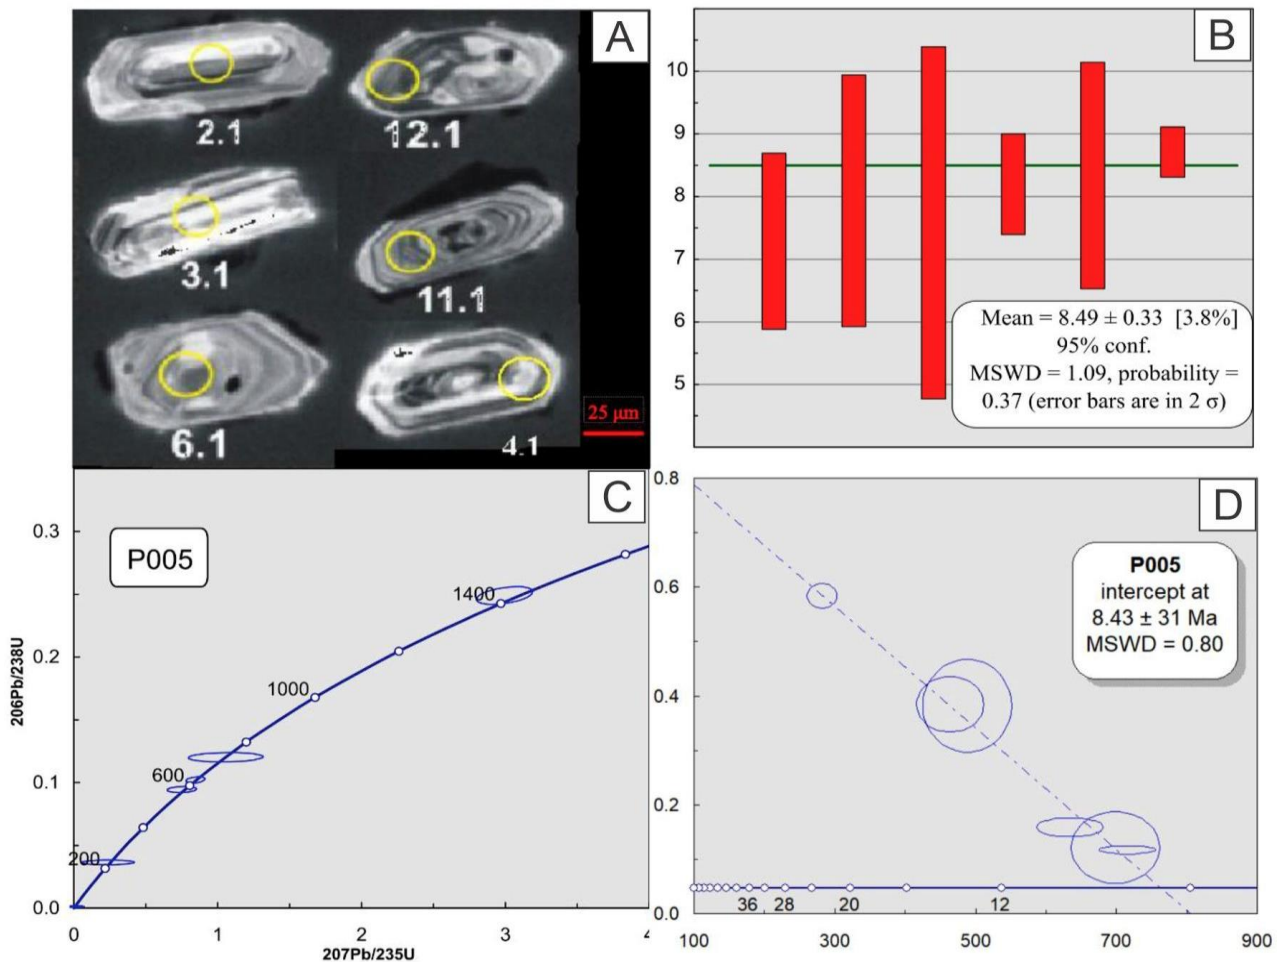 A
2.1
12.1
3.1
11.1
6.1
4.1
25 μm
B
10
9
8
7
6
5
Mean = 8.49 ± 0.33 [3.8%]
95% conf.
MSWD = 1.09, probability =
0.37 (error bars are in 2 σ)
C
P005
0.3
0.2
0.1
0.0
206Pb/238U
200
600
1000
1400
0
1
2
3
207Pb/235U
D
0.8
0.6
0.4
0.2
0.0
P005
intercept at
8.43 ± 31 Ma
MSWD = 0.80
36 28 20 12
100 300 500 700 900